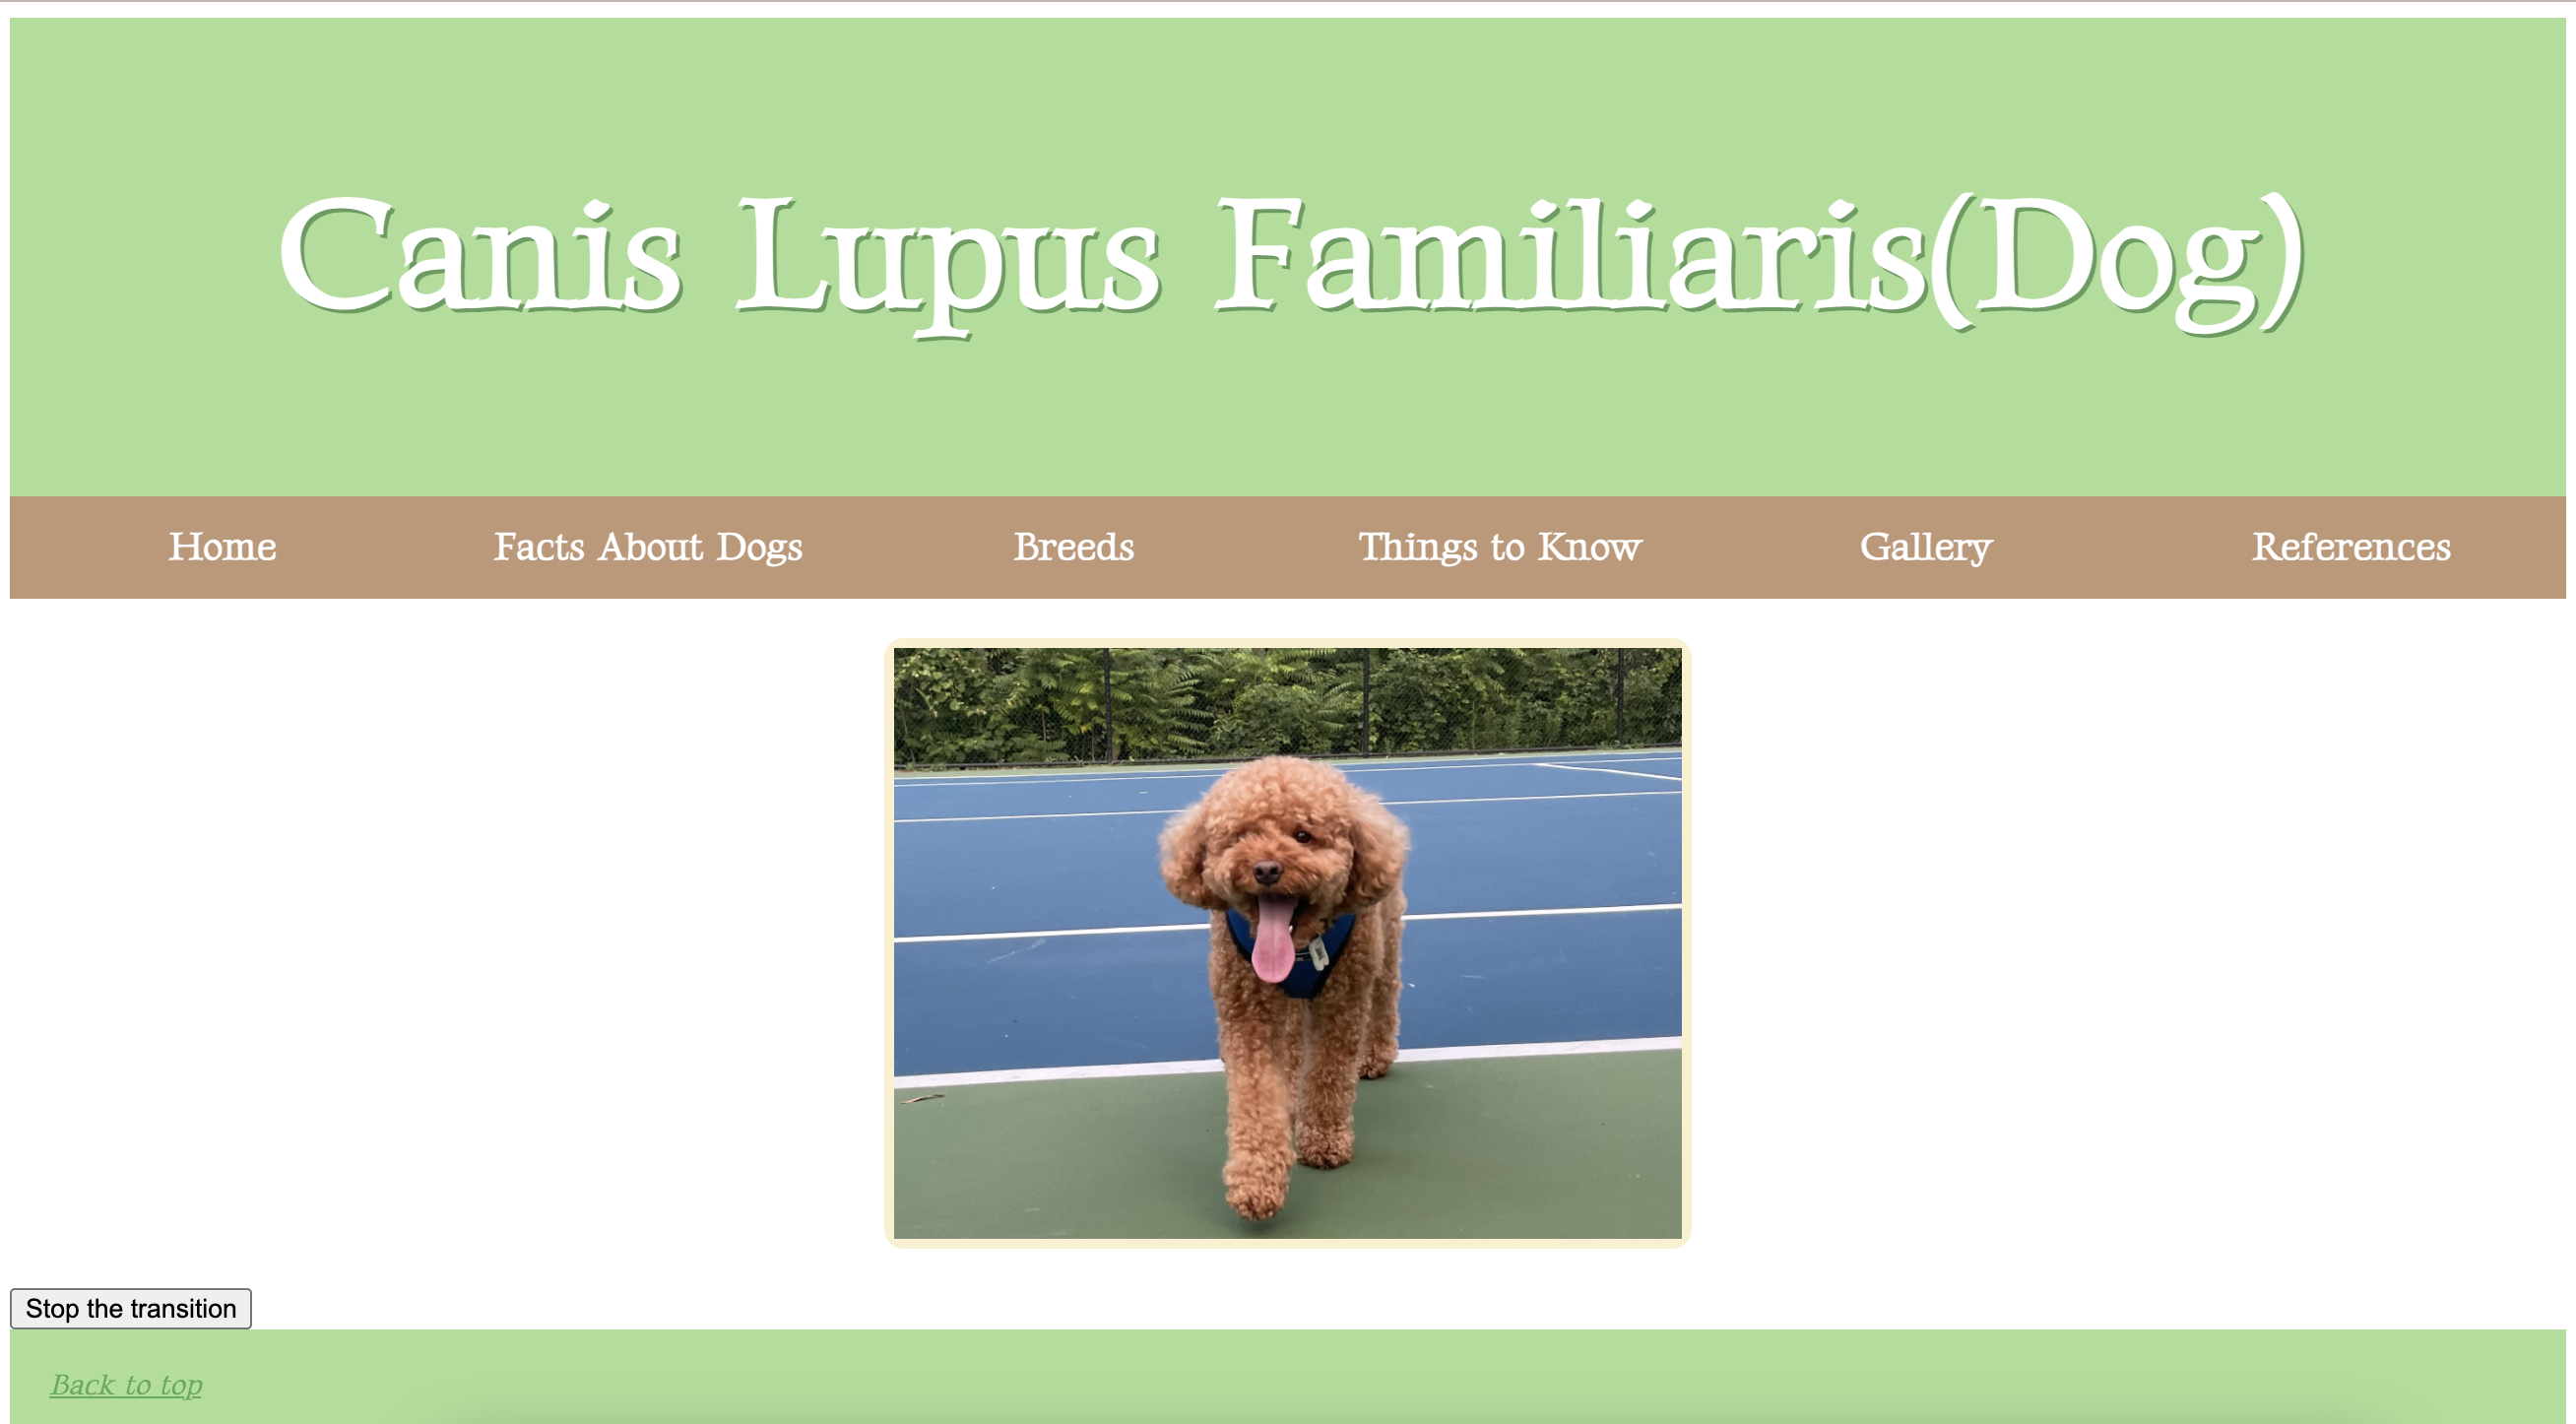 Canis Lupus Familiaris(Dog)
Home Facts About Dogs Breeds Things to Know Gallery References
Stop the transition
Back to top